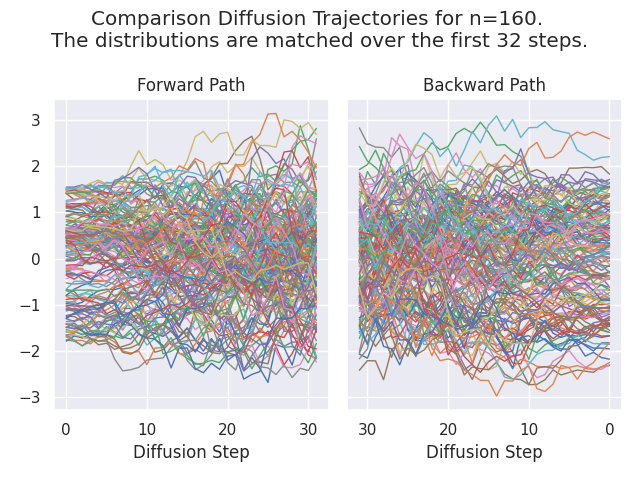 Comparison Diffusion Trajectories for n=160.
The distributions are matched over the first 32 steps.
Forward Path
Backward Path
3
2
1
0
−1
−2
−3
0 10 20 30
30 20 10 0
Diffusion Step
Diffusion Step